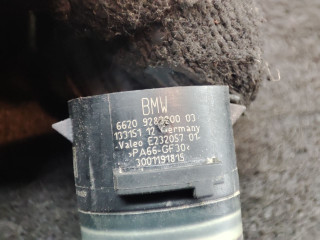 BMW
6620 9283200 03
133151 12 Germany
-Valeo E232057 01-
>PA66-GF30<
3001191815